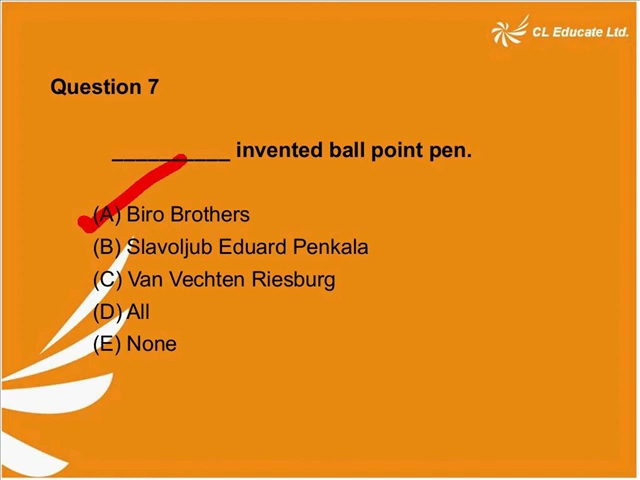 CL Educate Ltd.
Question 7
__________ invented ball point pen.
(A) Biro Brothers
(B) Slavoljub Eduard Penkala
(C) Van Vechten Riesburg
(D) All
(E) None